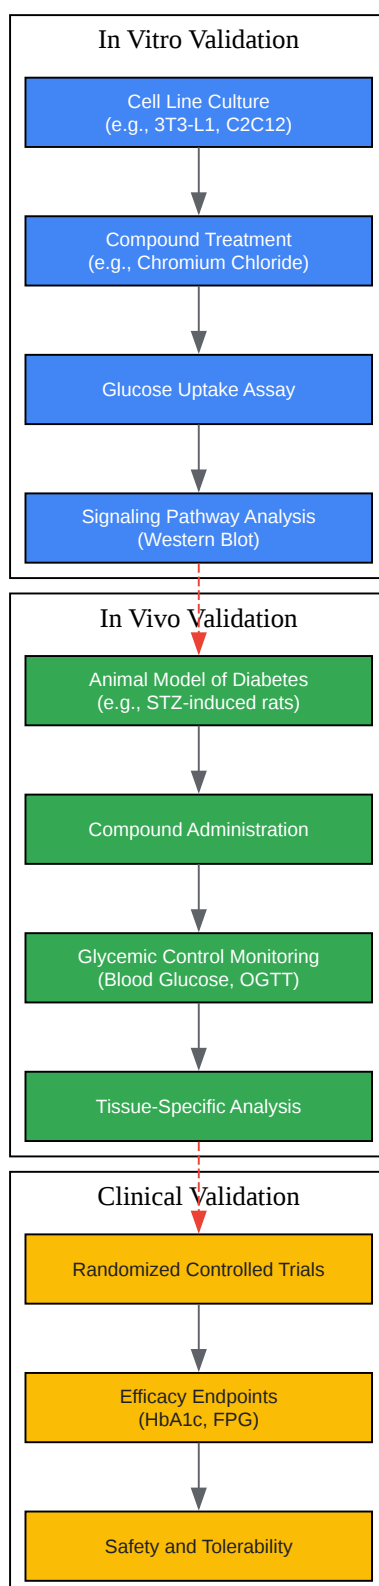 In Vitro Validation
Cell Line Culture
(e.g., 3T3-L1, C2C12)
Compound Treatment
(e.g., Chromium Chloride)
Glucose Uptake Assay
Signaling Pathway Analysis
(Western Blot)
In Vivo Validation
Animal Model of Diabetes
(e.g., STZ-induced rats)
Compound Administration
Glycemic Control Monitoring
(Blood Glucose, OGTT)
Tissue-Specific Analysis
Clinical Validation
Randomized Controlled Trials
Efficacy Endpoints
(HbA1c, FPG)
Safety and Tolerability